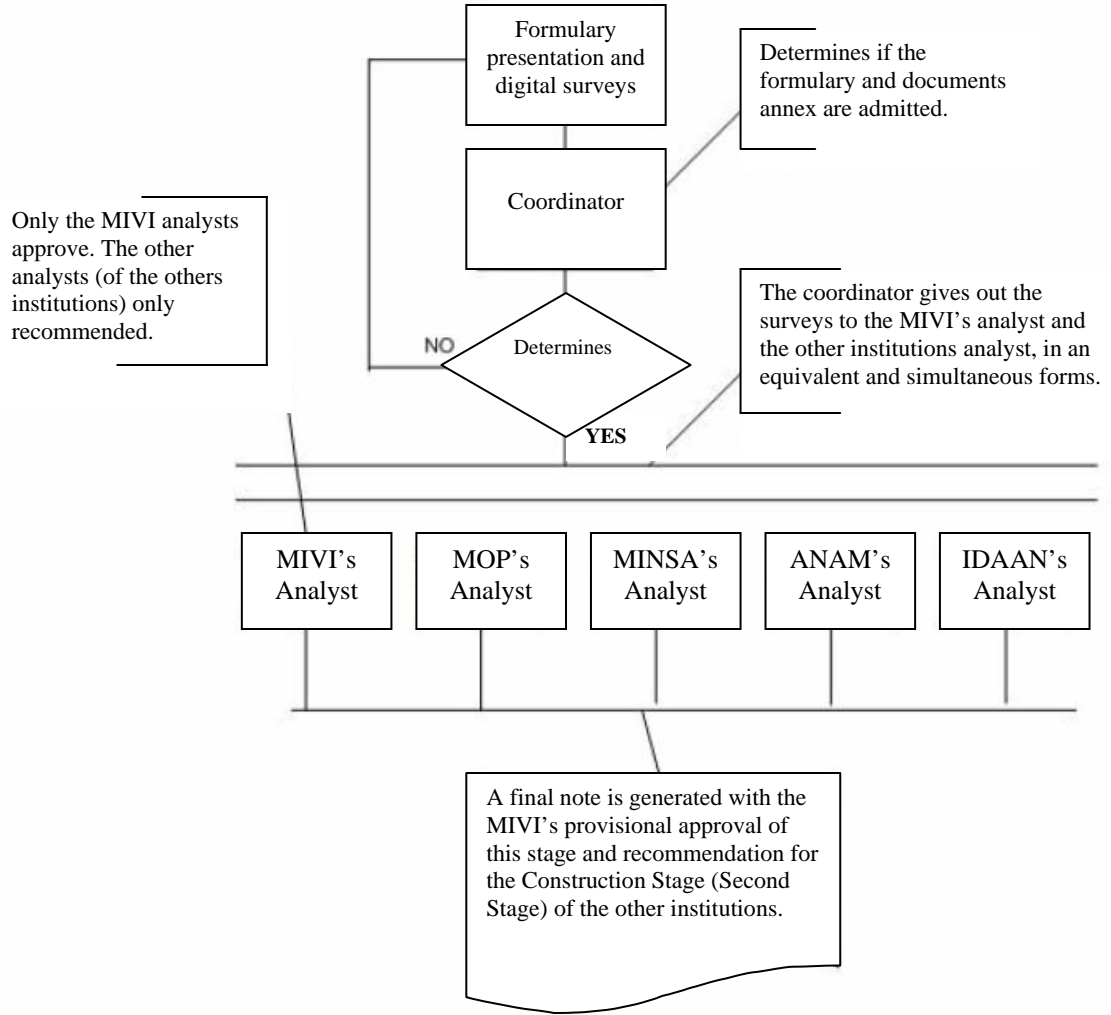 Formulary
presentation and
digital surveys
Determines if the
formulary and documents
annex are admitted.
Coordinator
Only the MIVI analysts
approve. The other
analysts (of the others
institutions) only
recommended.
The coordinator gives out the
surveys to the MIVI's analyst and
the other institutions analyst, in an
equivalent and simultaneous forms.
NO
Determines
YES
MIVI's
Analyst
MOP's
Analyst
MINSA's
Analyst
ANAM's
Analyst
IDAAN's
Analyst
A final note is generated with the
MIVI's provisional approval of
this stage and recommendation for
the Construction Stage (Second
Stage) of the other institutions.